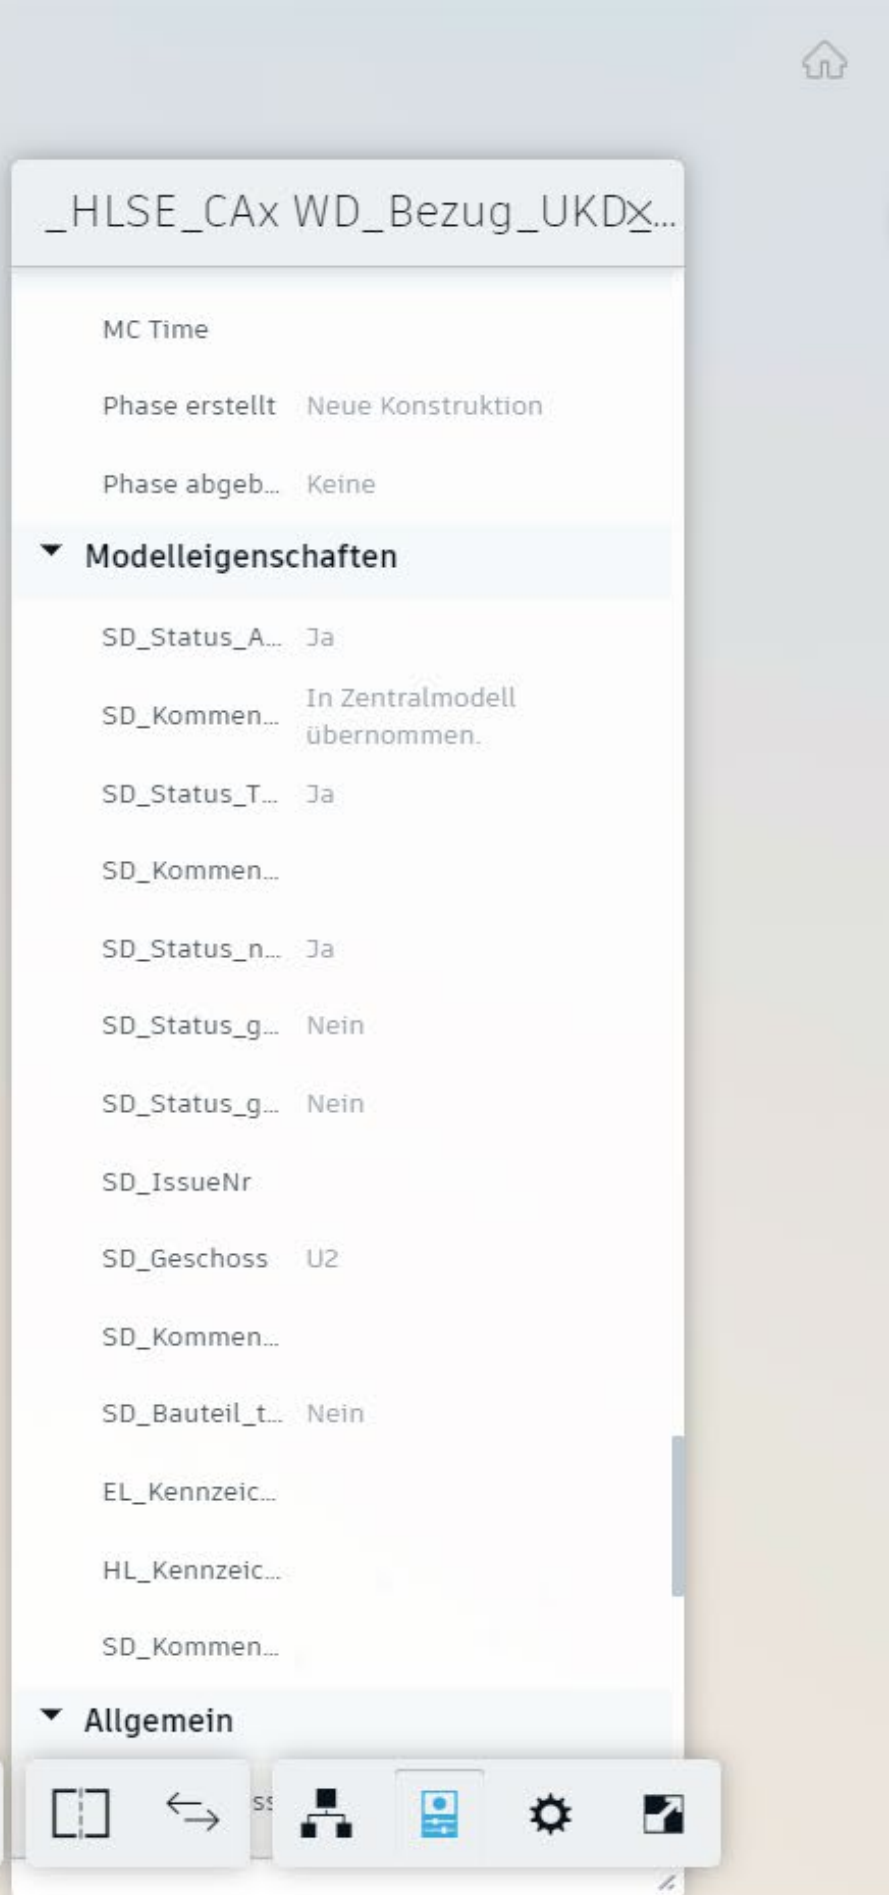 _HLSE_CAx WD_Bezug_UKD_...
MC Time
Phase erstellt Neue Konstruktion
Phase abgeb... Keine
Modelleigenschaften
SD_Status_A... Ja
SD_Kommen... In Zentralmodell
übernommen.
SD_Status_T... Ja
SD_Kommen...
SD_Status_n... Ja
SD_Status_g... Nein
SD_Status_g... Nein
SD_IssueNr
SD_Geschoss U2
SD_Kommen...
SD_Bauteil_t... Nein
EL_Kennzeic...
HL_Kennzeic...
SD_Kommen...
Allgemein